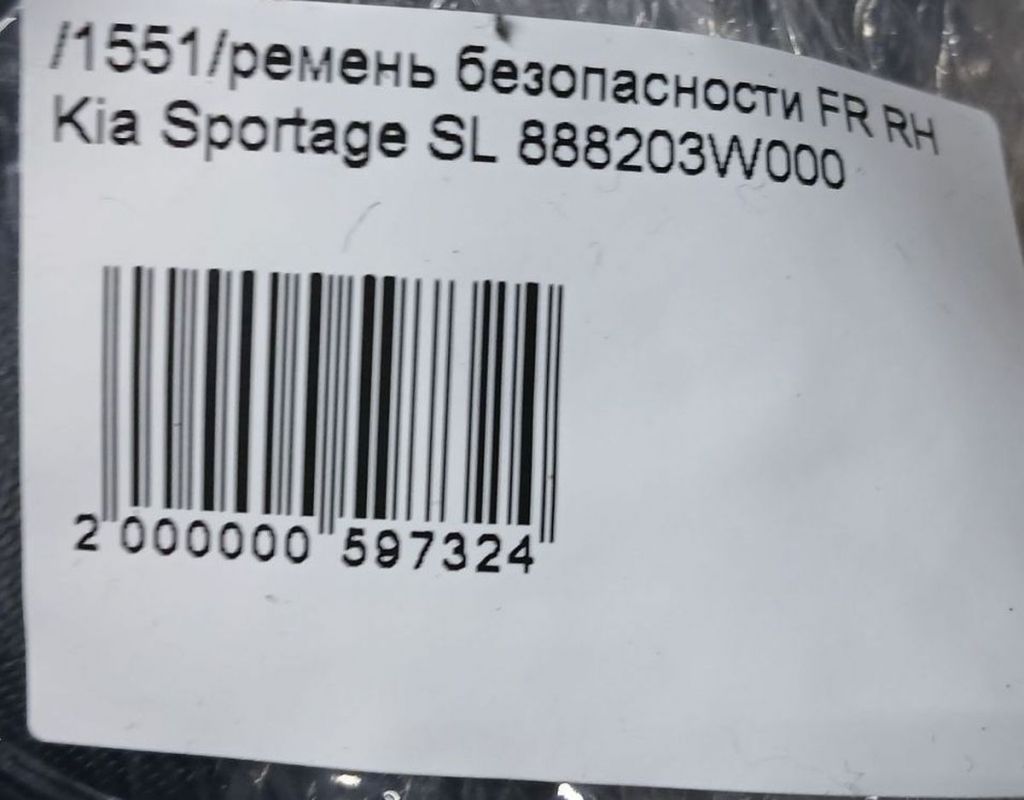 /1551/ремень безопасности FR RH
Kia Sportage SL 888203W000
2 000000 597324